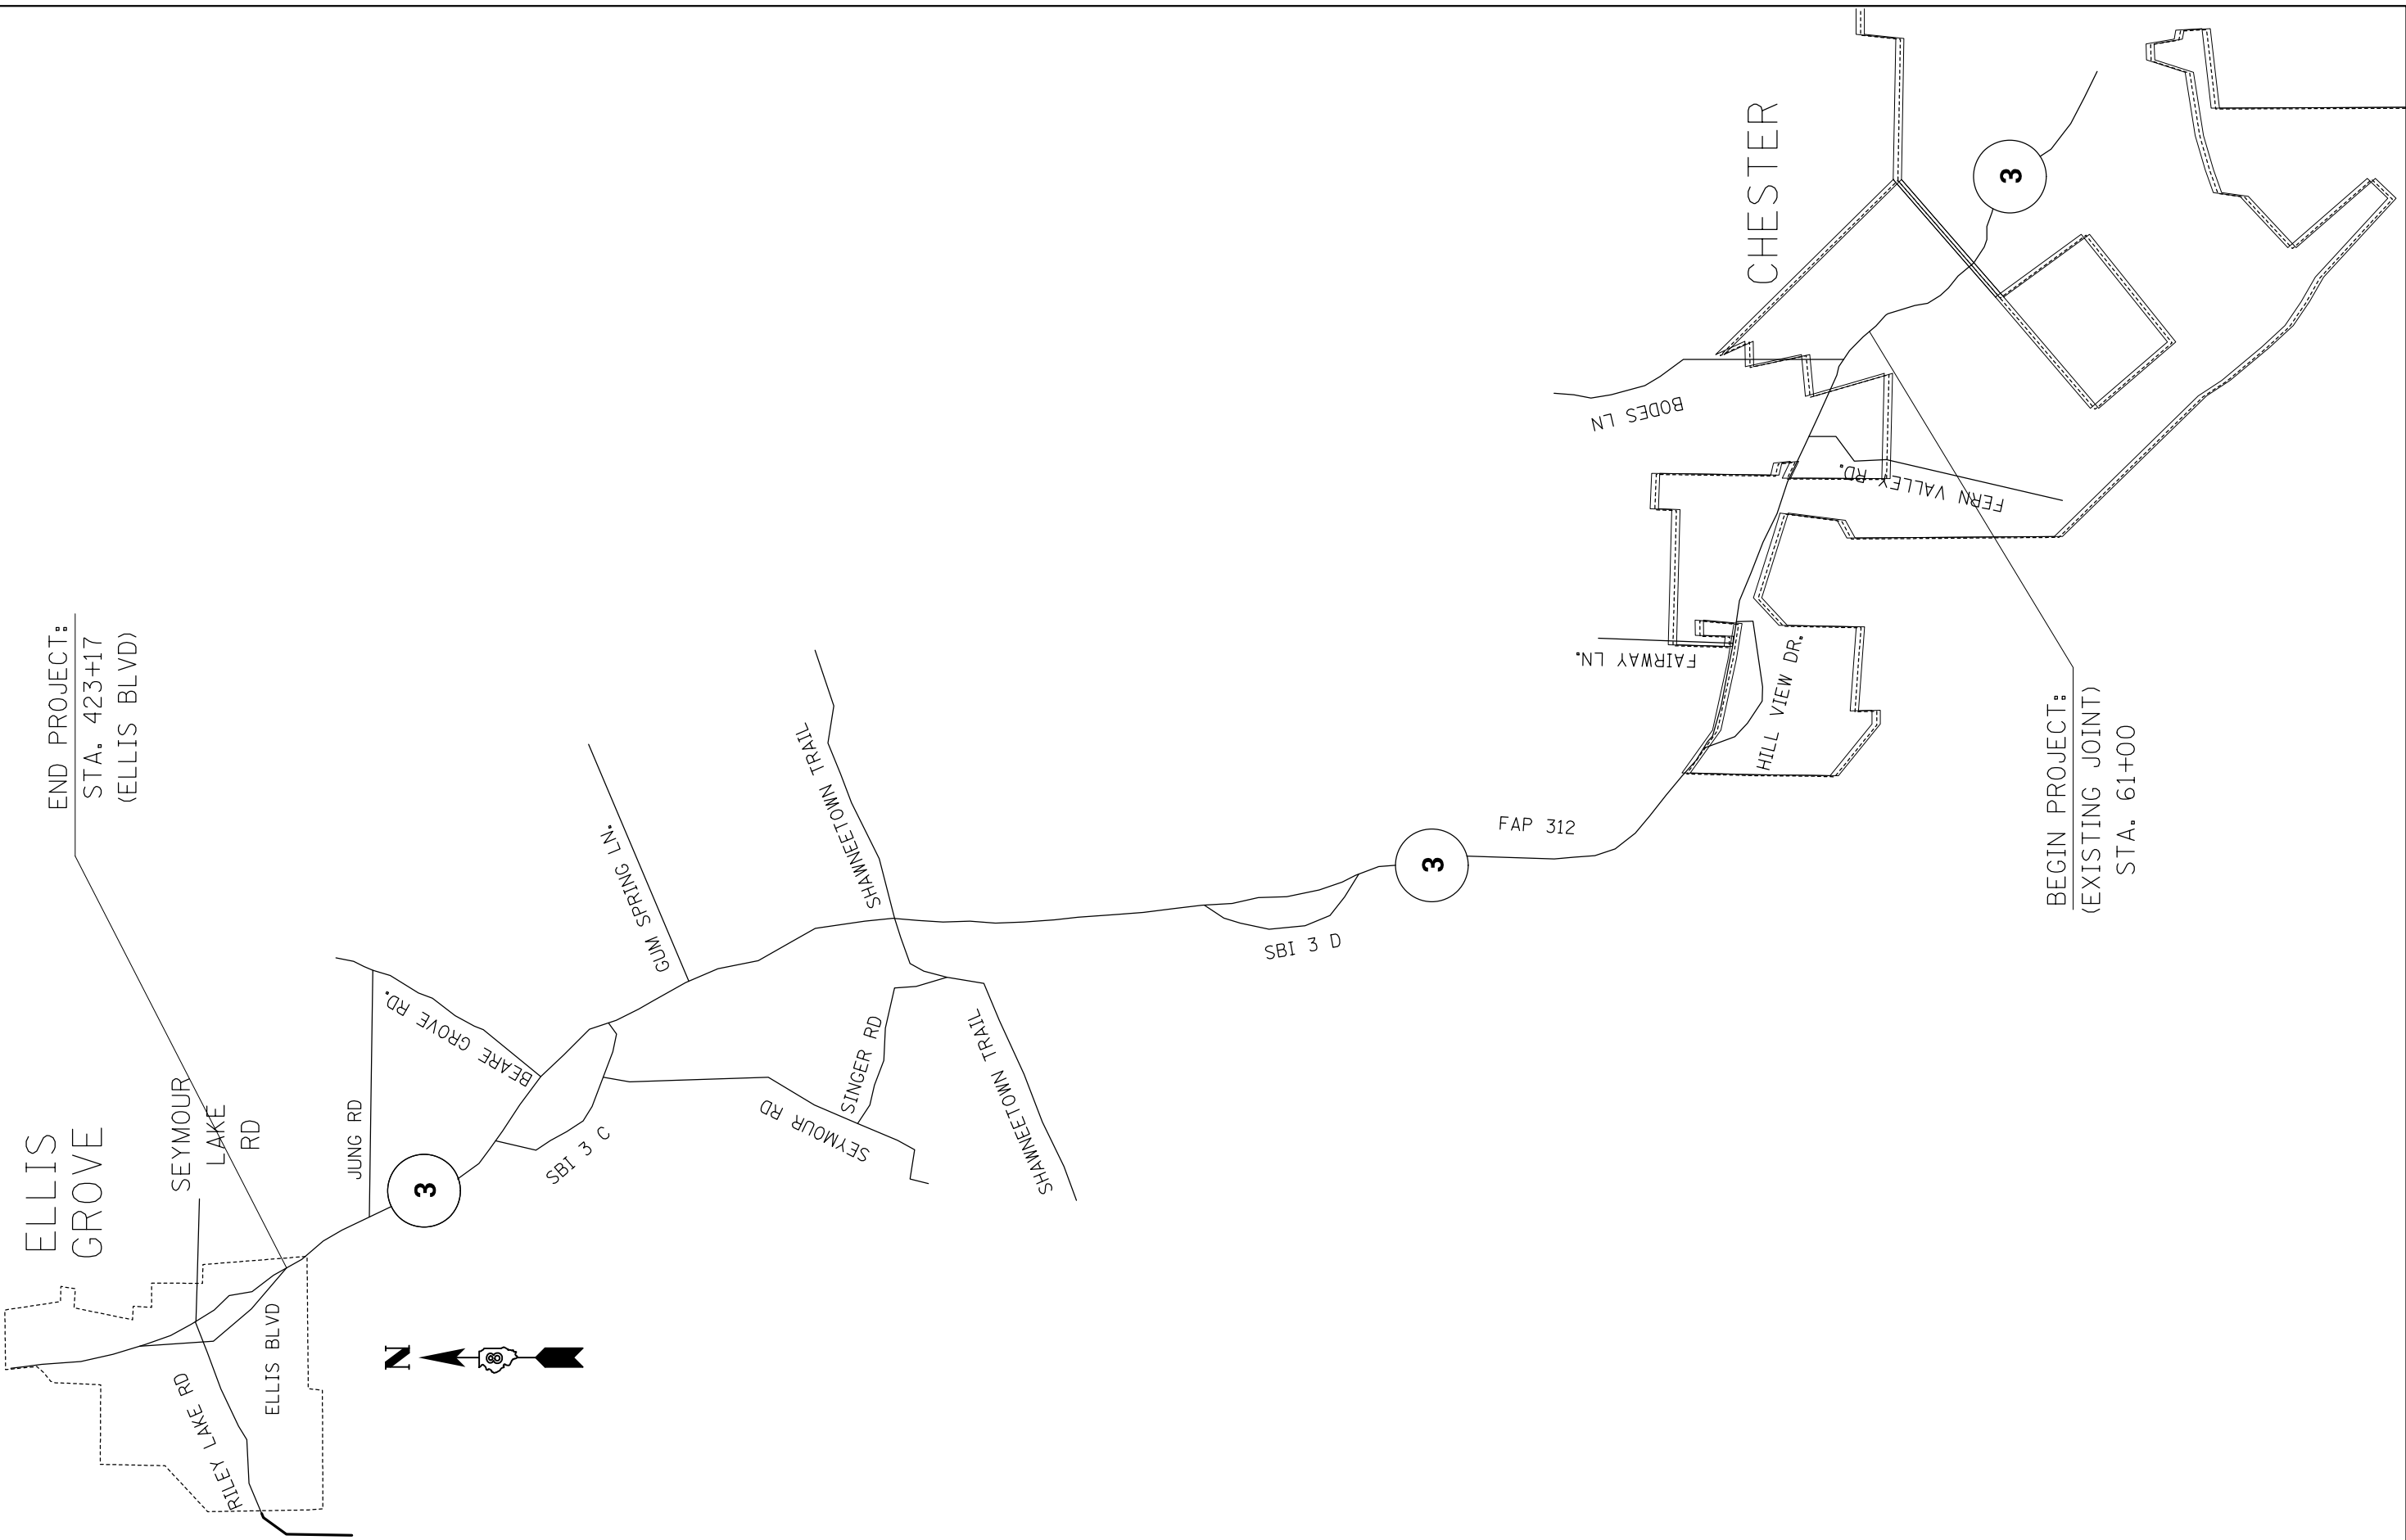 END PROJECT:
STA. 423+17
(ELLIS BLVD)
ELLIS
GROVE
SEYMOUR
LAKE
RD
JUNG RD
BEARE GROVE RD.
GUM SPRING LN.
SHAWNEETOWN TRAIL
3
SBI 3 C
SEYMOUR RD
SINGER RD
SHAWNEETOWN TRAIL
RILEY LAKE RD
ELLIS BLVD
N
SBI 3 D
3
FAP 312
FAIRWAY LN.
HILL VIEW DR.
BODES LN
FERN VALLEY RD.
CHESTER
3
BEGIN PROJECT:
(EXISTING JOINT)
STA. 61+00